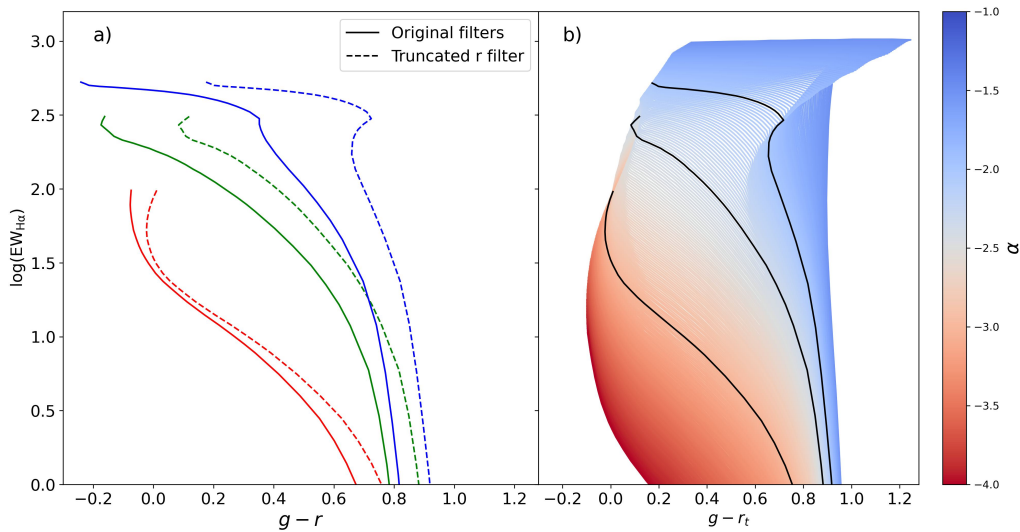 a)
Original filters
Truncated r filter
b)
log(EW_Hα)
3.0
2.5
2.0
1.5
1.0
0.5
0.0
−0.2 0.0 0.2 0.4 0.6 0.8 1.0 1.2
g − r
−0.2 0.0 0.2 0.4 0.6 0.8 1.0 1.2
g − r_t
−1.0
−1.5
−2.0
−2.5
−3.0
−3.5
−4.0
α